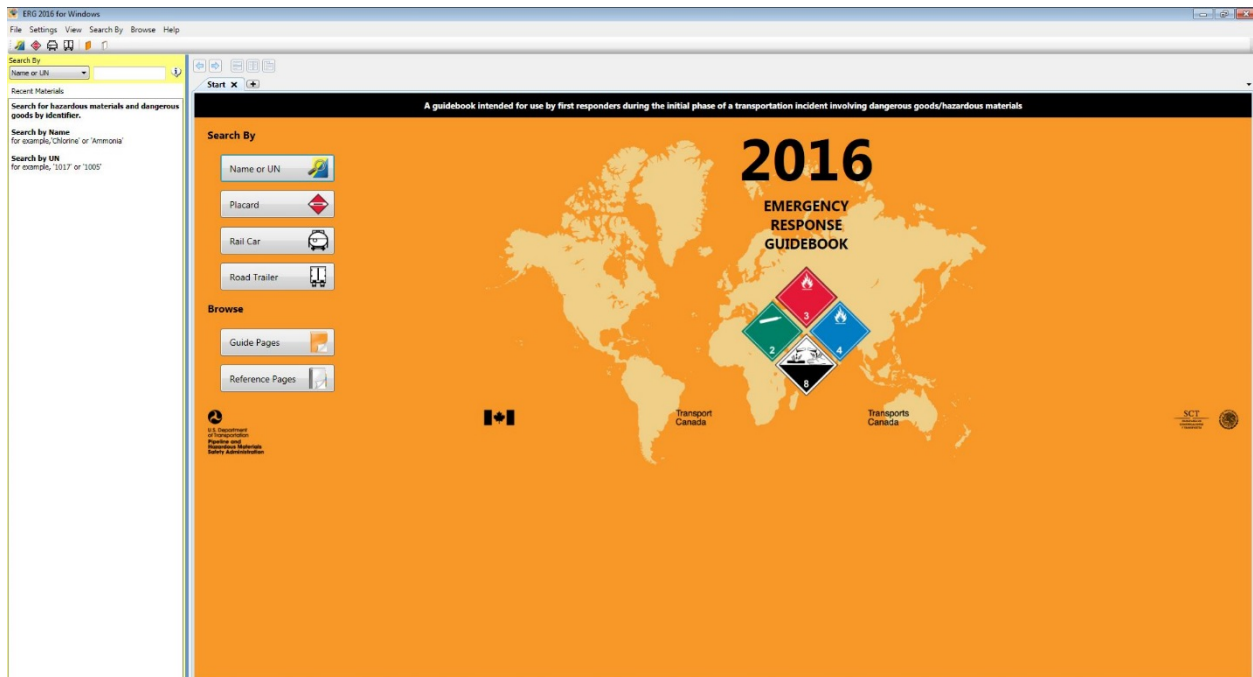 ERG 2016 for Windows
File Settings View Search By Browse Help
Search By
Name or UN
Recent Materials
Search for hazardous materials and dangerous
goods by identifier.
Search by Name
for example,'Chlorine' or 'Ammonia'
Search by UN
for example, '1017' or '1005'
Start
A guidebook intended for use by first responders during the initial phase of a transportation incident involving dangerous goods/hazardous materials
Search By
Name or UN
Placard
Rail Car
Road Trailer
Browse
Guide Pages
Reference Pages
2016
EMERGENCY
RESPONSE
GUIDEBOOK
3
2
4
8
U.S. Department
of Transportation
Pipeline and
Hazardous Materials
Safety Administration
Transport
Canada
Transports
Canada
SCT